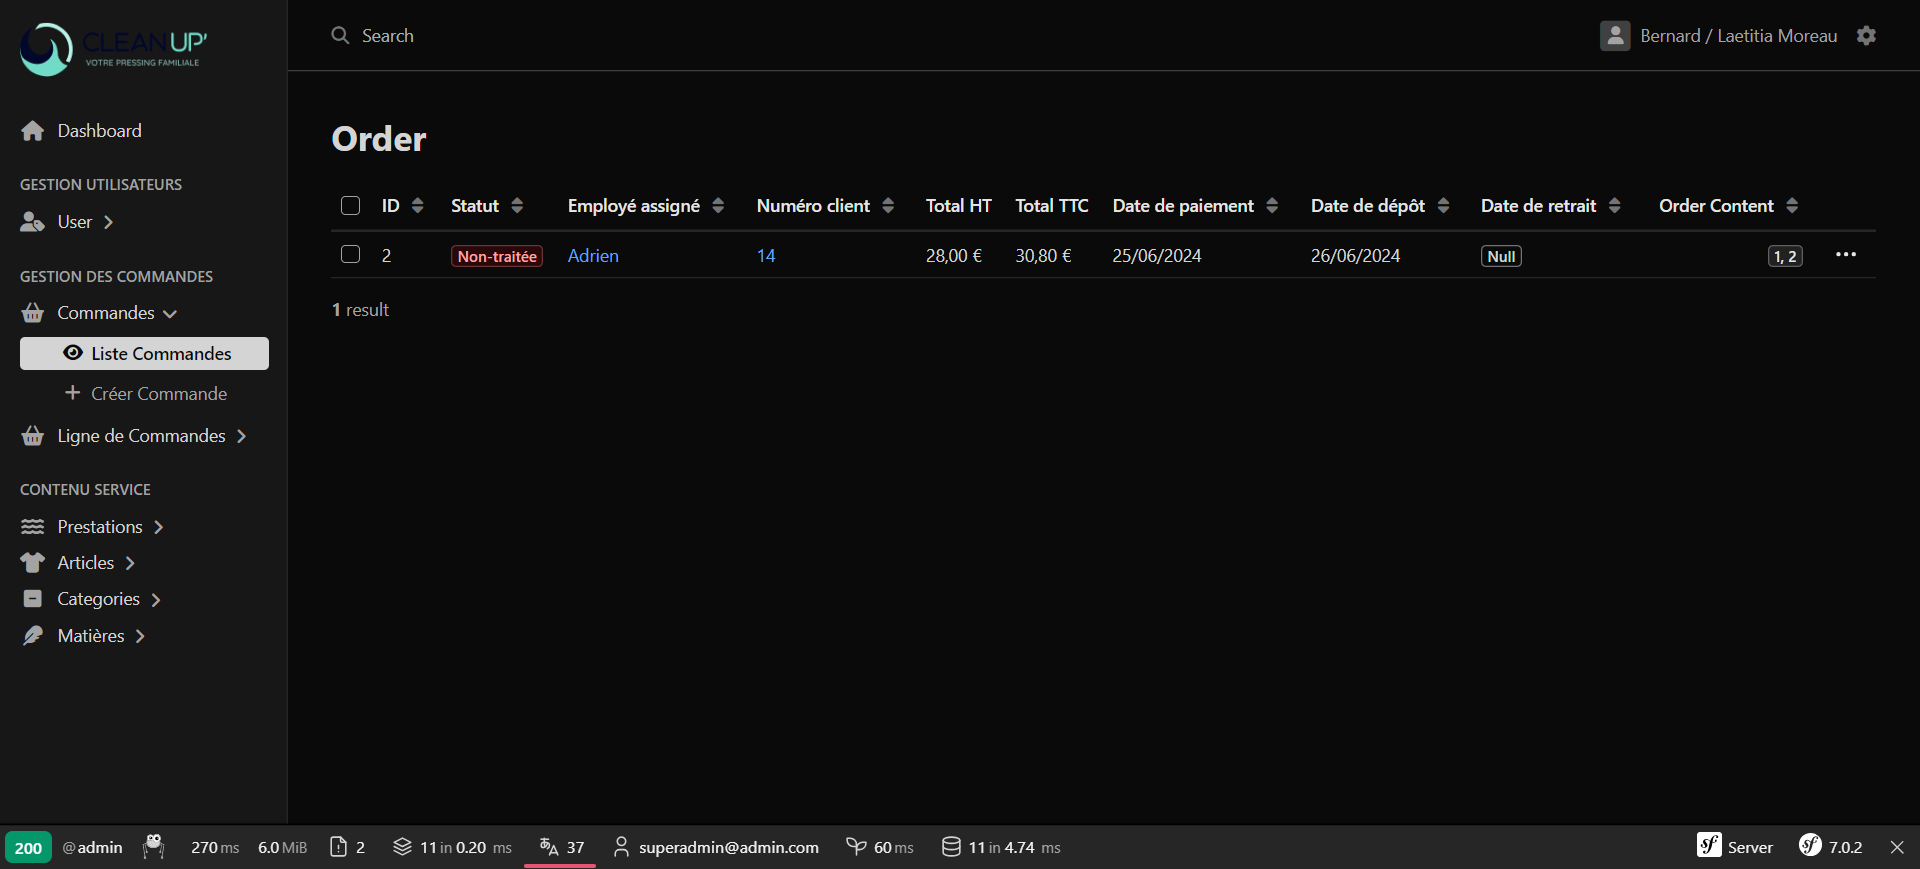 CLEAN UP'
VOTRE PRESSING FAMILIALE
Search
Bernard / Laetitia Moreau
Dashboard
GESTION UTILISATEURS
User
GESTION DES COMMANDES
Commandes
Liste Commandes
Créer Commande
Ligne de Commandes
CONTENU SERVICE
Prestations
Articles
Categories
Matières
Order
ID Statut Employé assigné Numéro client Total HT Total TTC Date de paiement Date de dépôt Date de retrait Order Content
2 Non-traitée Adrien 14 28,00 € 30,80 € 25/06/2024 26/06/2024 Null 1, 2
1 result
200 @admin 270 ms 6.0 MiB 2 11 in 0.20 ms 37 superadmin@admin.com 60 ms 11 in 4.74 ms Server 7.0.2